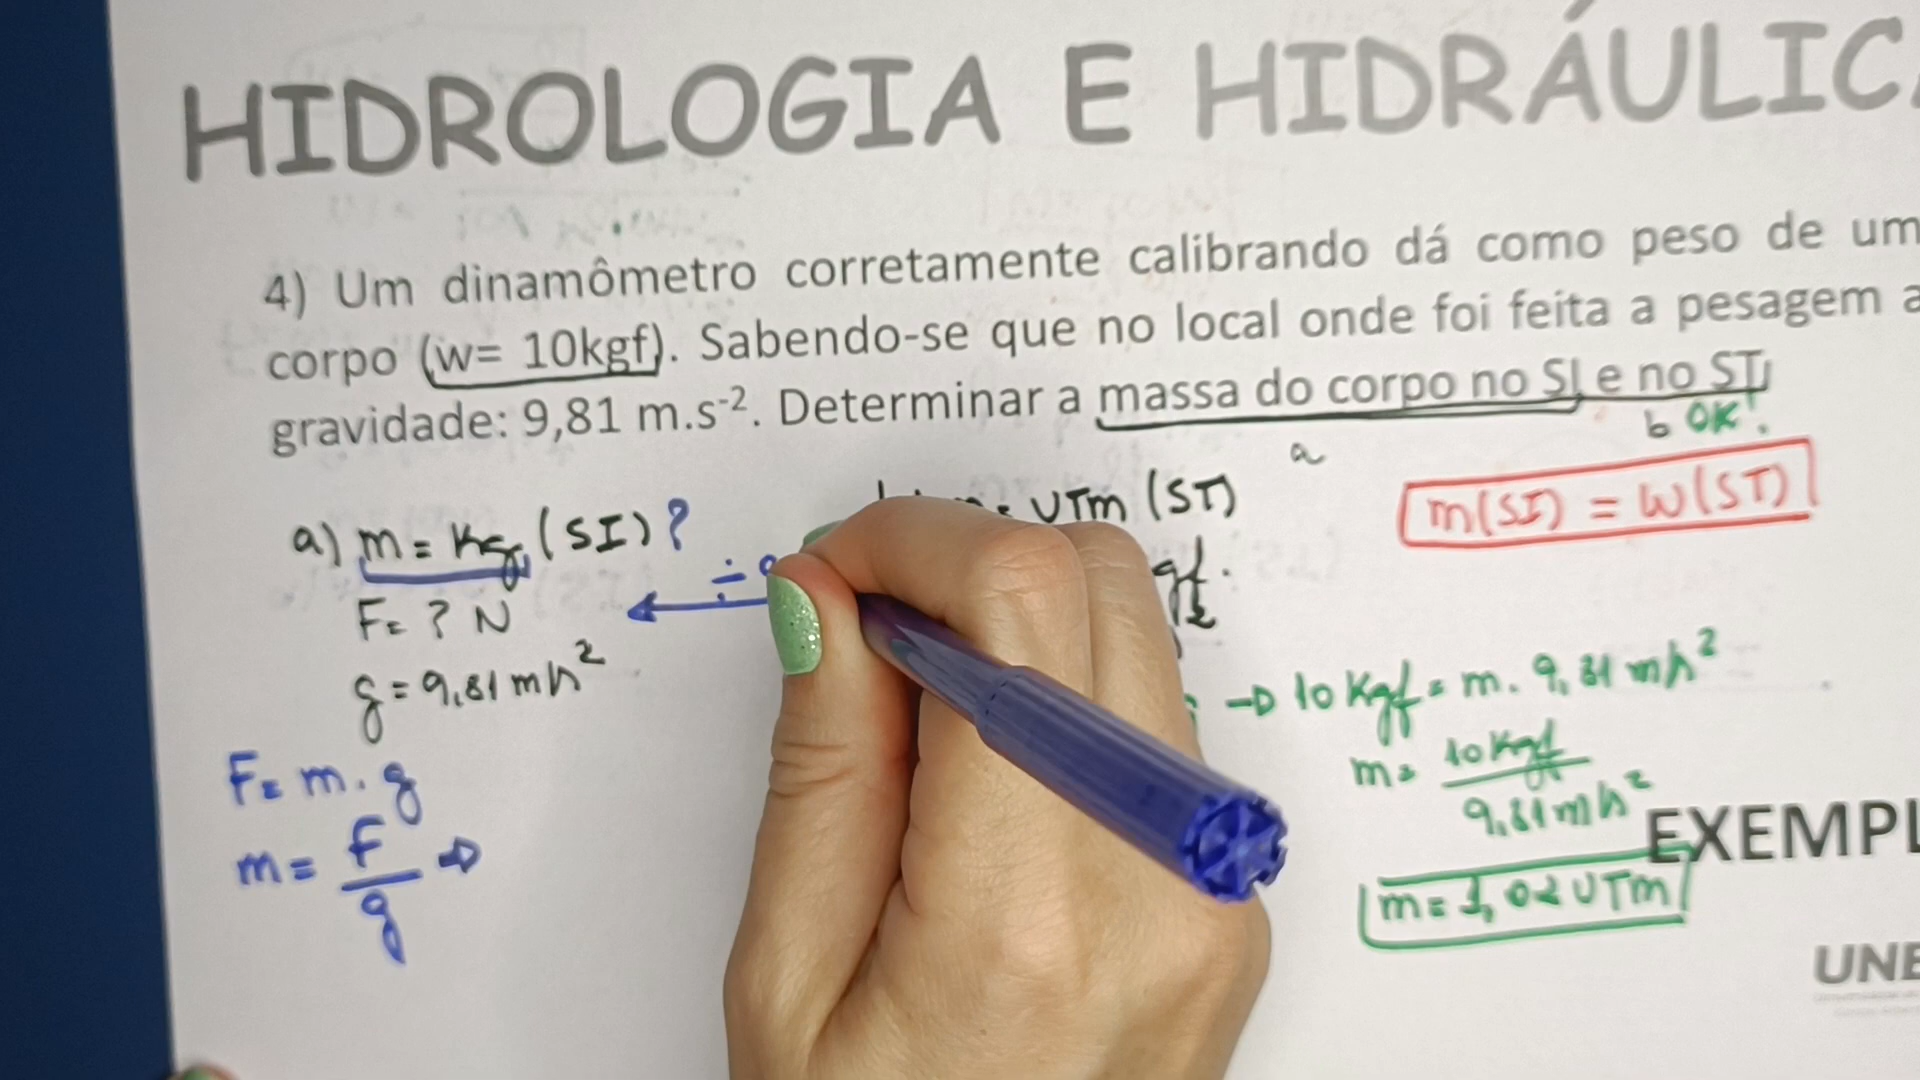 HIDROLOGIA E HIDRÁULIC
4) Um dinamômetro corretamente calibrando dá como peso de um
corpo (w= 10kgf). Sabendo-se que no local onde foi feita a pesagem a
gravidade: 9,81 m.s-2. Determinar a massa do corpo no SI e no ST
a
b OK!
a) m = kg (SI) ?
UTm (ST)
m(SI) = W(ST)
÷
gf.
F= ? N
g = 9,81 m/s²
→ 10 Kgf = m. 9,81 m/s²
F= m . g
m= 10 Kgf
9,81 m/s²
m= F
g
EXEMPL
m= 1,02 UTm
UNE